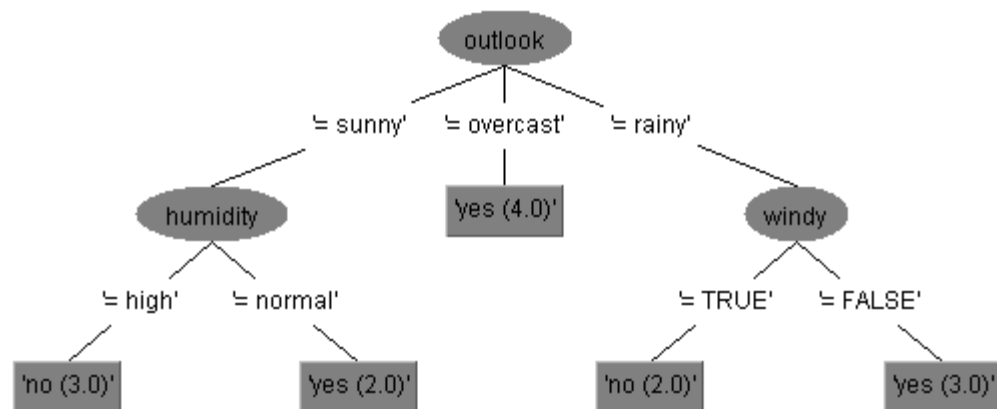 outlook
'= sunny' '= overcast' '= rainy'
humidity 'yes (4.0)' windy
'= high' '= normal' '= TRUE' '= FALSE'
'no (3.0)' 'yes (2.0)' 'no (2.0)' 'yes (3.0)'